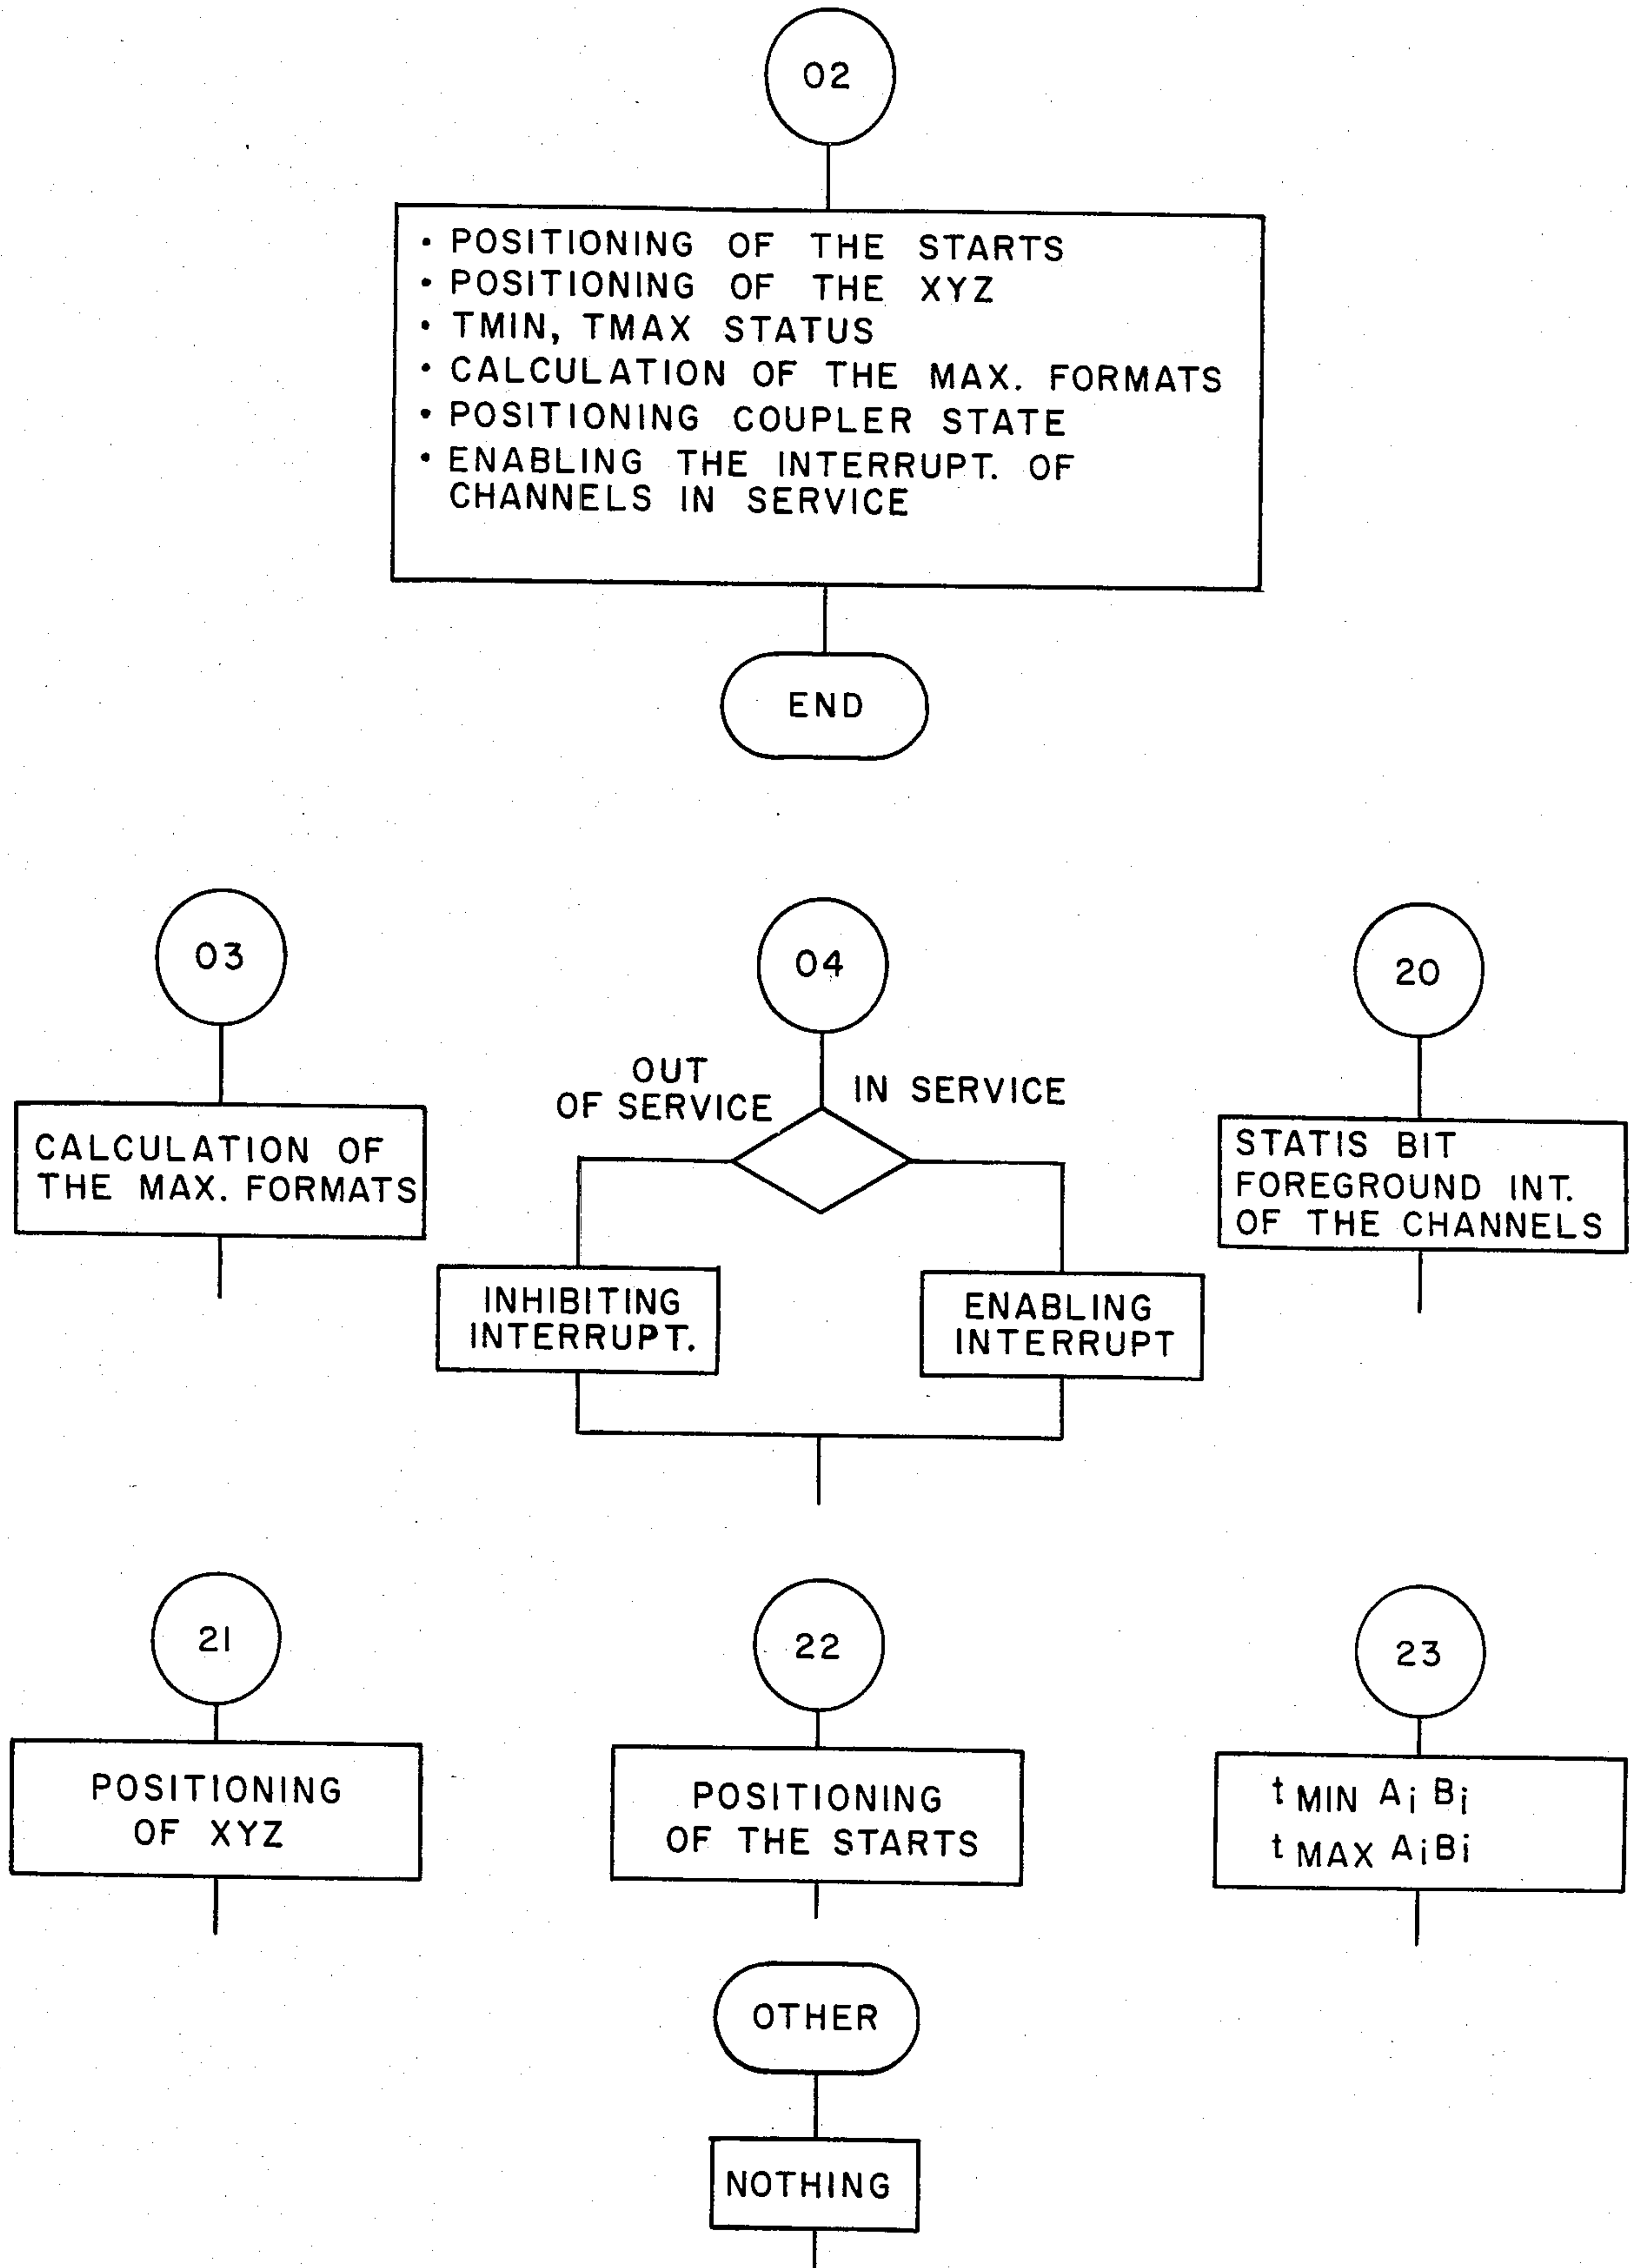 02
• POSITIONING OF THE STARTS
• POSITIONING OF THE XYZ
• TMIN, TMAX STATUS
• CALCULATION OF THE MAX. FORMATS
• POSITIONING COUPLER STATE
• ENABLING THE INTERRUPT. OF
CHANNELS IN SERVICE
END
03
CALCULATION OF
THE MAX. FORMATS
04
OUT
OF SERVICE
IN SERVICE
INHIBITING
INTERRUPT.
ENABLING
INTERRUPT
20
STATIS BIT
FOREGROUND INT.
OF THE CHANNELS
21
POSITIONING
OF XYZ
22
POSITIONING
OF THE STARTS
23
t MIN Ai Bi
t MAX AiBi
OTHER
NOTHING